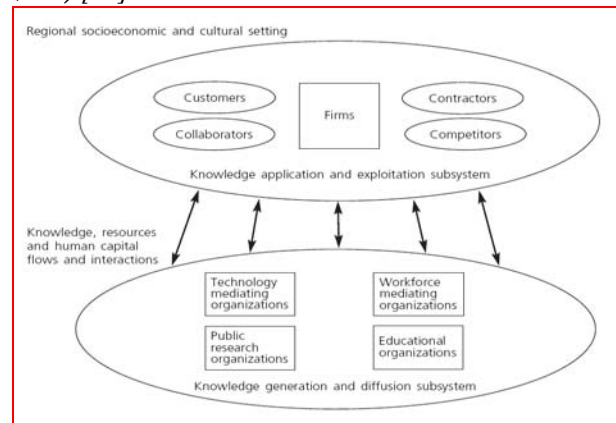 Regional socioeconomic and cultural setting
Customers
Contractors
Firms
Collaborators
Competitors
Knowledge application and exploitation subsystem
Knowledge, resources
and human capital
flows and interactions
Technology
mediating
organizations
Workforce
mediating
organizations
Public
research
organizations
Educational
organizations
Knowledge generation and diffusion subsystem